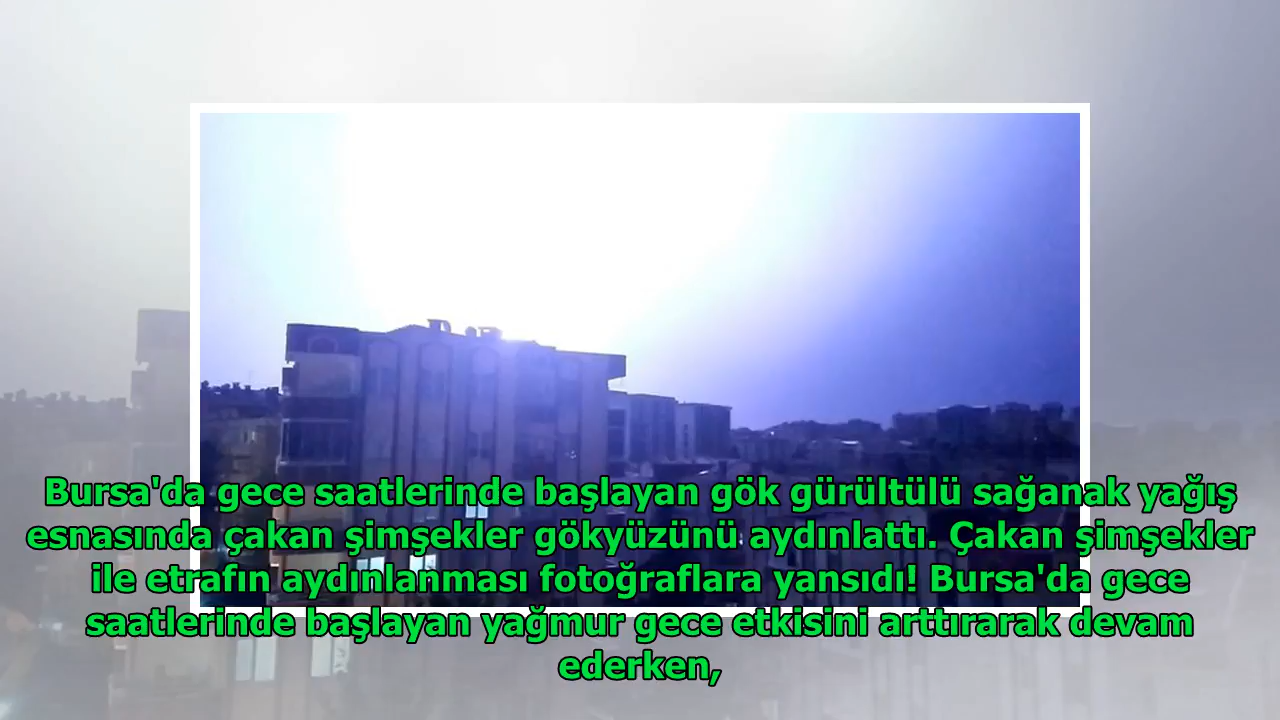 Bursa'da gece saatlerinde başlayan gök gürültülü sağanak yağış
esnasında çakan şimşekler gökyüzünü aydınlattı. Çakan şimşekler
ile etrafın aydınlanması fotoğraflara yansıdı! Bursa'da gece
saatlerinde başlayan yağmur gece etkisini arttırarak devam
ederken,